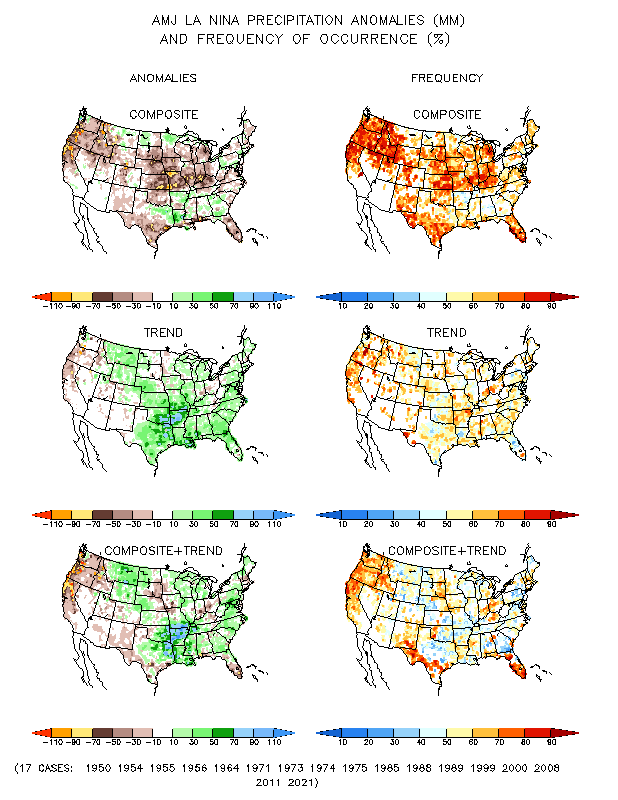 AMJ LA NINA PRECIPITATION ANOMALIES (MM)
AND FREQUENCY OF OCCURRENCE (%)
ANOMALIES FREQUENCY
COMPOSITE COMPOSITE
-110 -90 -70 -50 -30 -10 10 30 50 70 90 110 10 20 30 40 50 60 70 80 90
TREND TREND
-110 -90 -70 -50 -30 -10 10 30 50 70 90 110 10 20 30 40 50 60 70 80 90
COMPOSITE+TREND COMPOSITE+TREND
-110 -90 -70 -50 -30 -10 10 30 50 70 90 110 10 20 30 40 50 60 70 80 90
(17 CASES: 1950 1954 1955 1956 1964 1971 1973 1974 1975 1985 1988 1989 1999 2000 2008
2011 2021)